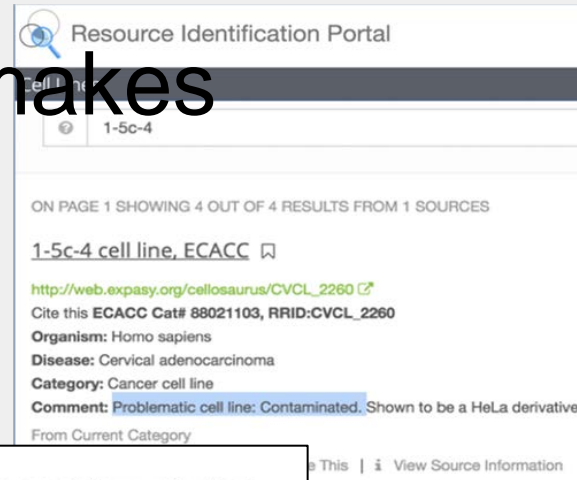 Resource Identification Portal
makes
1-5c-4
ON PAGE 1 SHOWING 4 OUT OF 4 RESULTS FROM 1 SOURCES
1-5c-4 cell line, ECACC
http://web.expasy.org/cellosaurus/CVCL_2260
Cite this ECACC Cat# 88021103, RRID:CVCL_2260
Organism: Homo sapiens
Disease: Cervical adenocarcinoma
Category: Cancer cell line
Comment: Problematic cell line: Contaminated. Shown to be a HeLa derivative
From Current Category
This | i View Source Information